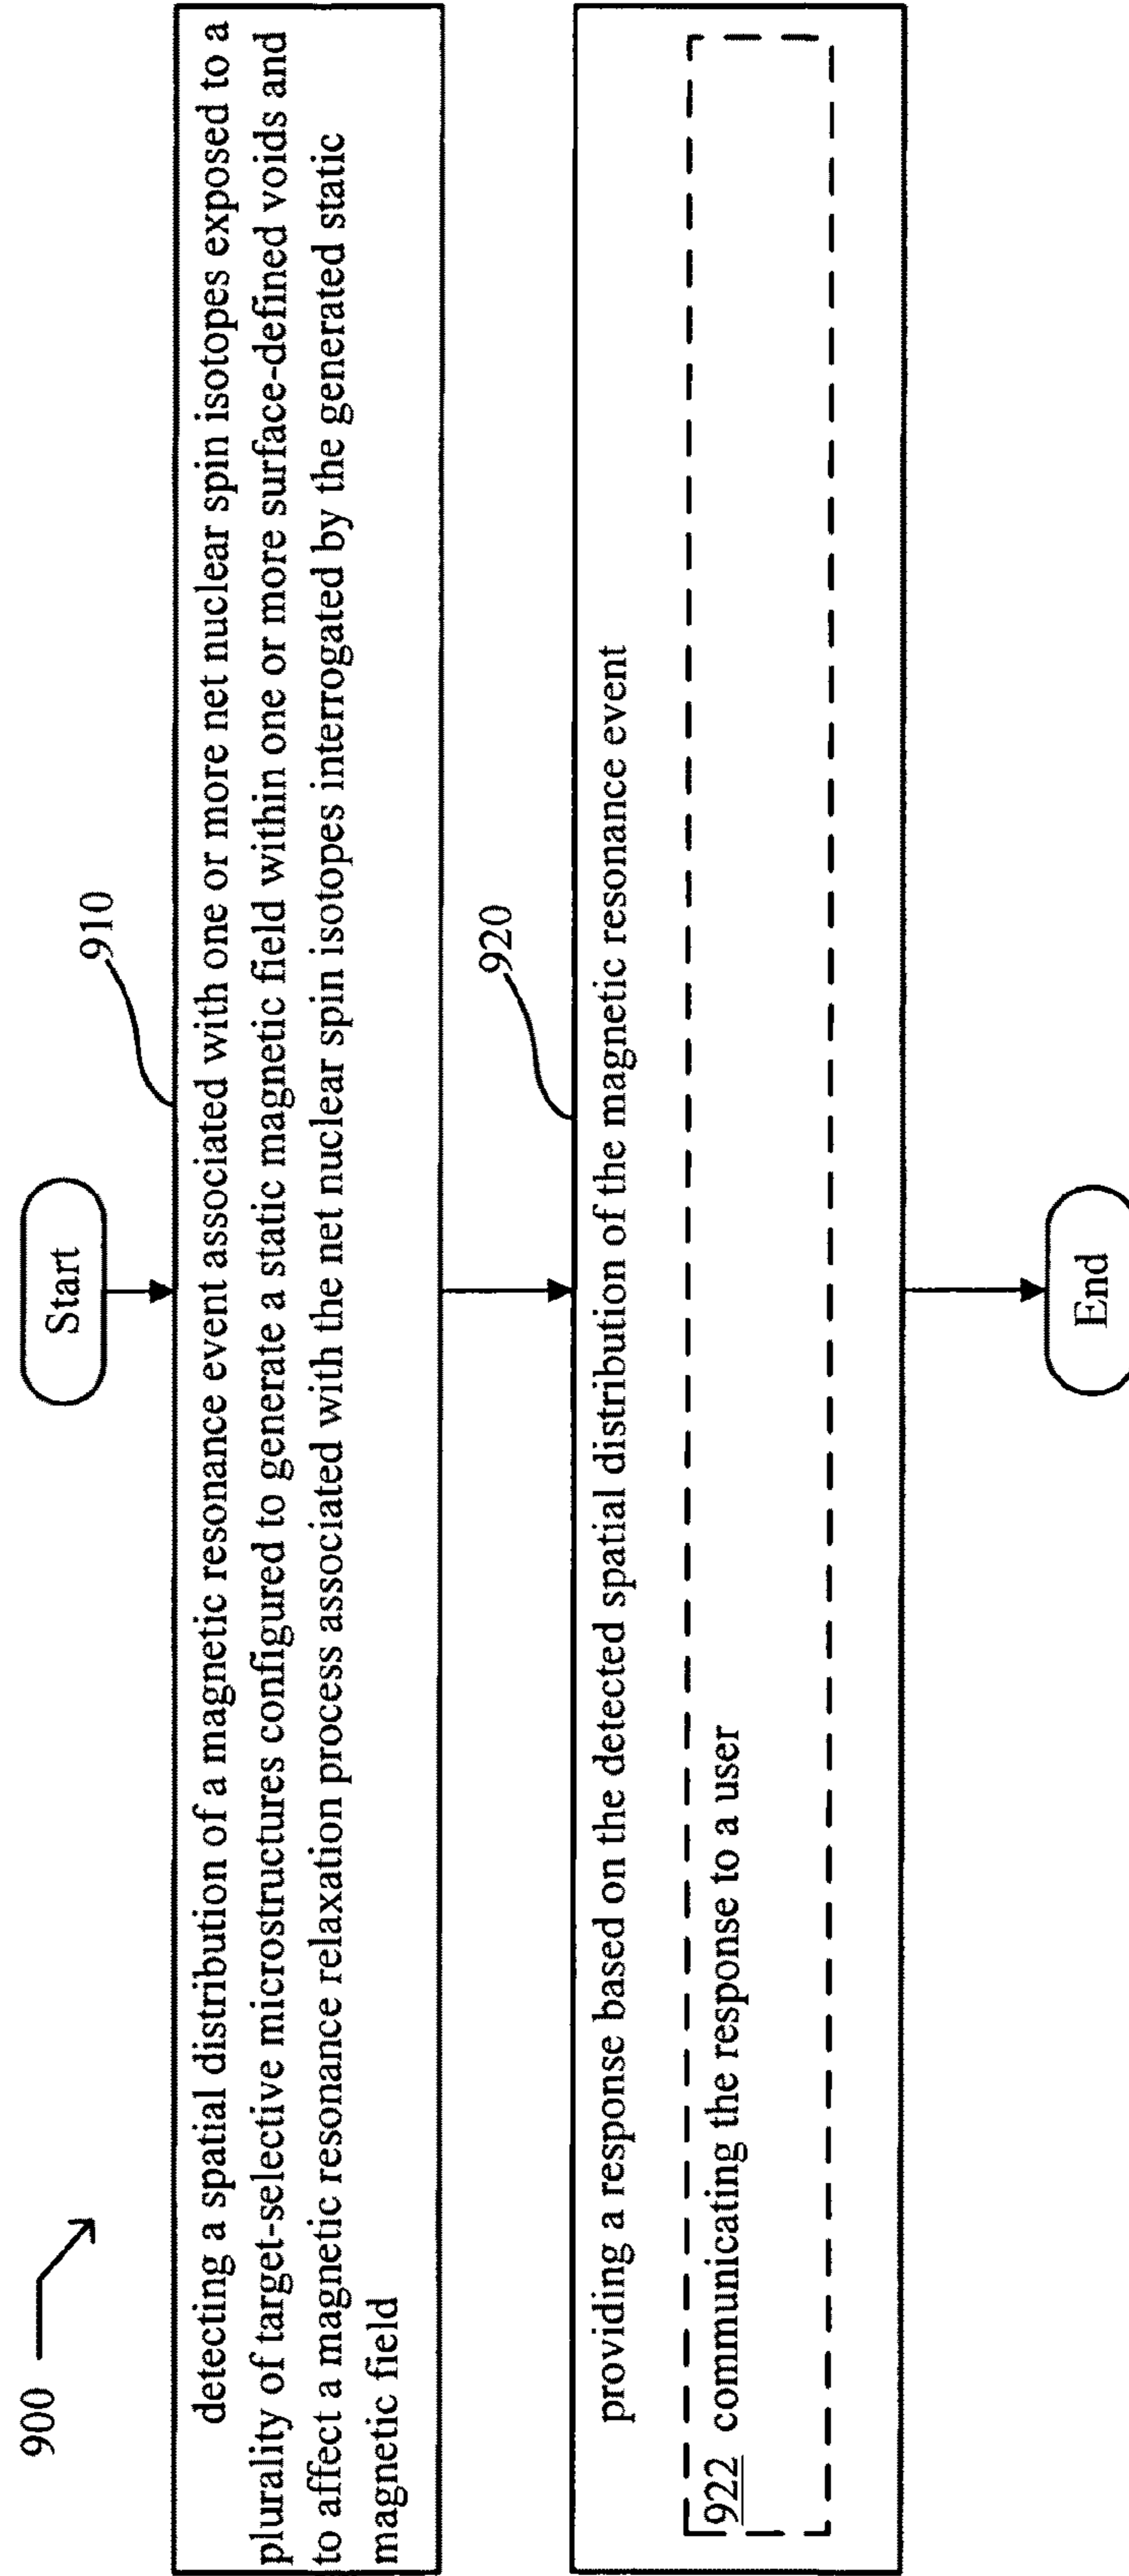 900
Start
910
detecting a spatial distribution of a magnetic resonance event associated with one or more net nuclear spin isotopes exposed to a
plurality of target-selective microstructures configured to generate a static magnetic field within one or more surface-defined voids and
to affect a magnetic resonance relaxation process associated with the net nuclear spin isotopes interrogated by the generated static
magnetic field
920
providing a response based on the detected spatial distribution of the magnetic resonance event
922 communicating the response to a user
End